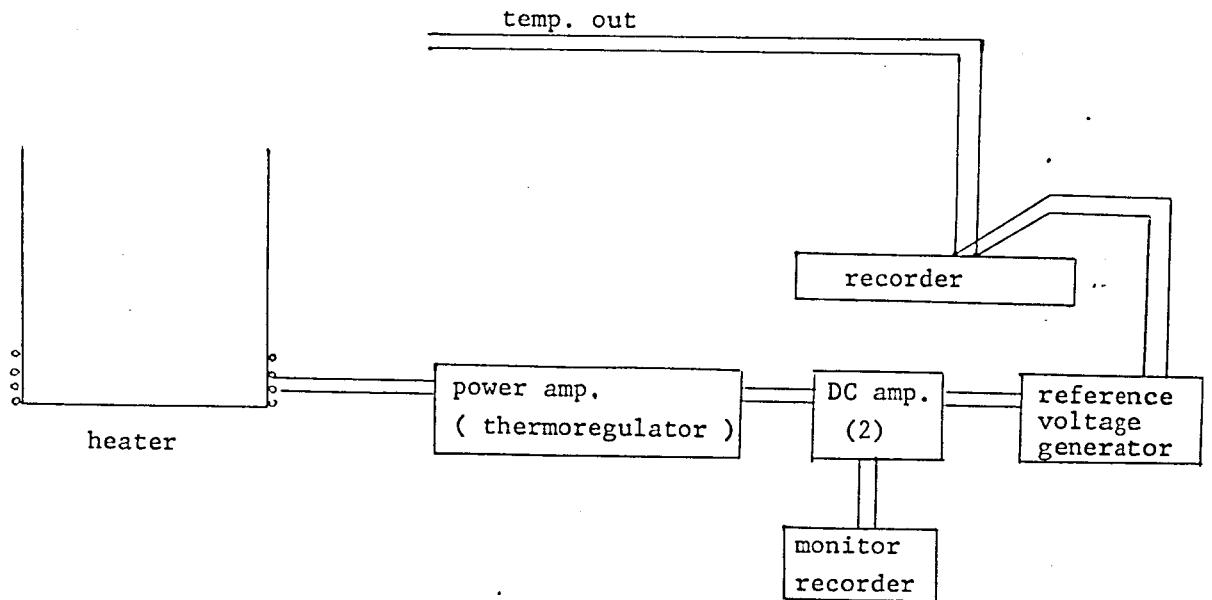 temp. out
recorder
power amp.
( thermoregulator )
DC amp.
(2)
reference
voltage
generator
heater
monitor
recorder